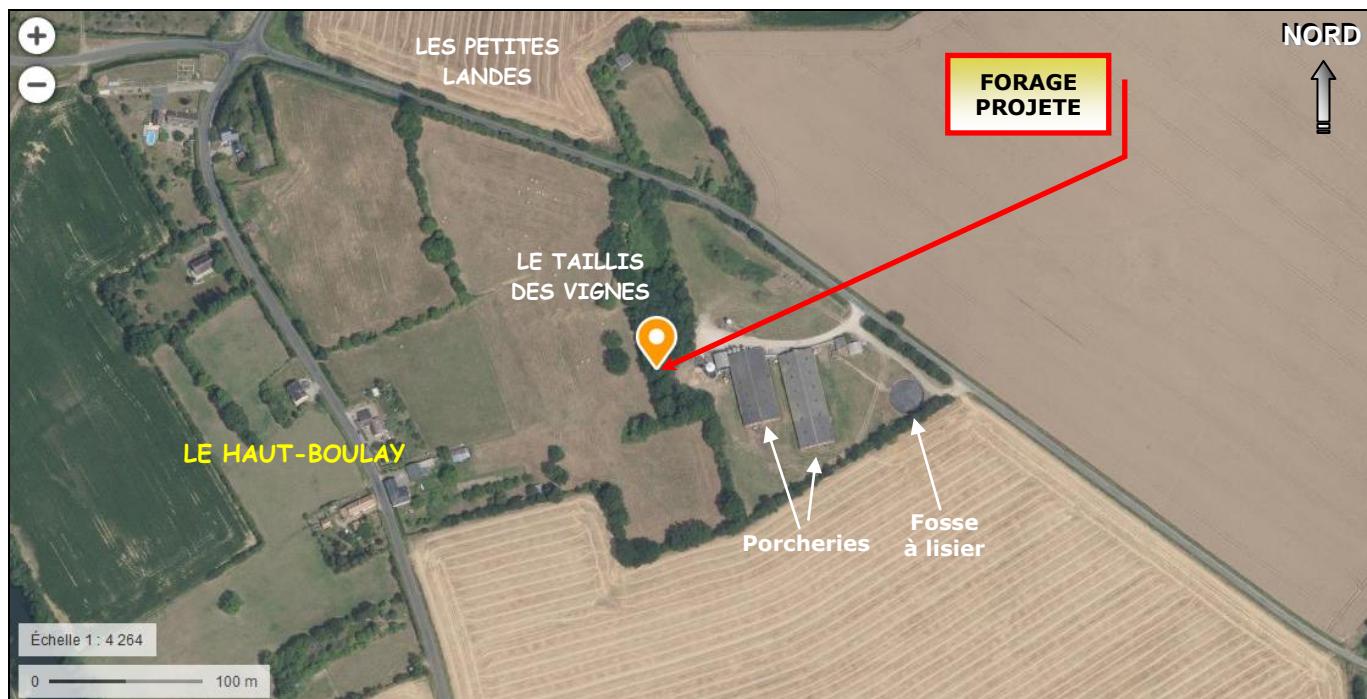 +
−
LES PETITES
LANDES
FORAGE
PROJETE
NORD
LE TAILLIS
DES VIGNES
LE HAUT-BOULAY
Porcheries
Fosse
à lisier
Échelle 1 : 4 264
0 100 m